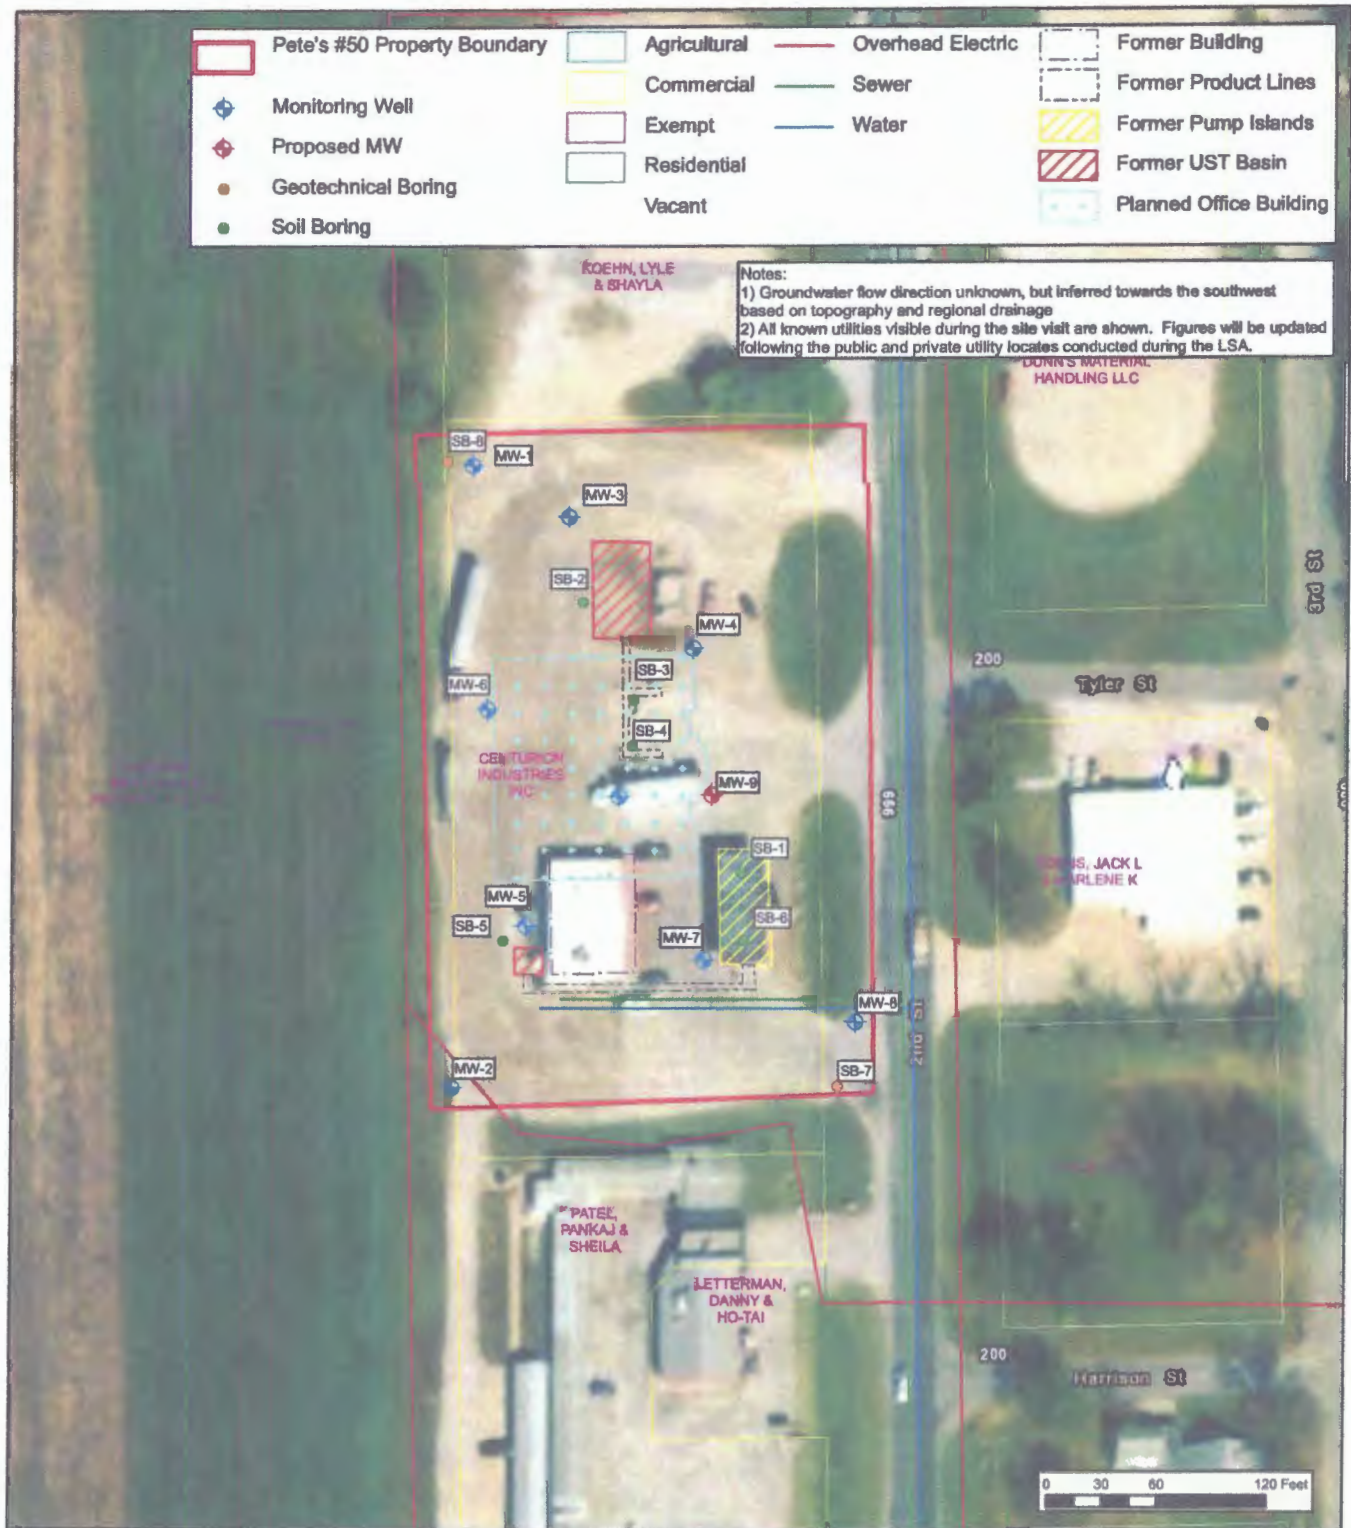 Pete's #50 Property Boundary
Monitoring Well
Proposed MW
Geotechnical Boring
Soil Boring
Agricultural
Commercial
Exempt
Residential
Vacant
Overhead Electric
Sewer
Water
Former Building
Former Product Lines
Former Pump Islands
Former UST Basin
Planned Office Building
Notes:
1) Groundwater flow direction unknown, but inferred towards the southwest
based on topography and regional drainage
2) All known utilities visible during the site visit are shown. Figures will be updated
following the public and private utility locates conducted during the LSA.
KOEHN, LYLE
& SHAYLA
DUNN'S MATERIAL
HANDLING LLC
SB-8
MW-1
MW-3
SB-2
MW-4
SB-3
MW-6
SB-4
CENTURION
INDUSTRIES
INC
MW-9
SB-1
MW-5
SB-6
SB-5
MW-7
MW-8
MW-2
SB-7
200
Tyler St
3rd St
666
JACK L
K
2nd St
PATEL,
PANKAJ &
SHEILA
LETTERMAN,
DANNY &
HO-TAI
200
Harrison St
0 30 60 120 Feet